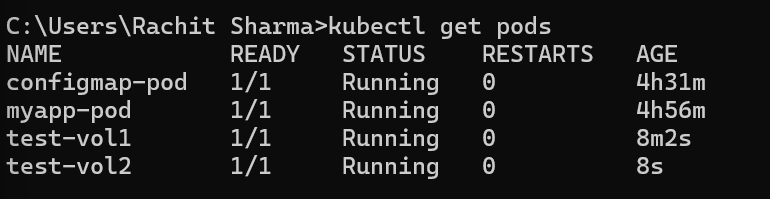 C:\Users\Rachit Sharma>kubectl get pods
NAME READY STATUS RESTARTS AGE
configmap-pod 1/1 Running 0 4h31m
myapp-pod 1/1 Running 0 4h56m
test-vol1 1/1 Running 0 8m2s
test-vol2 1/1 Running 0 8s